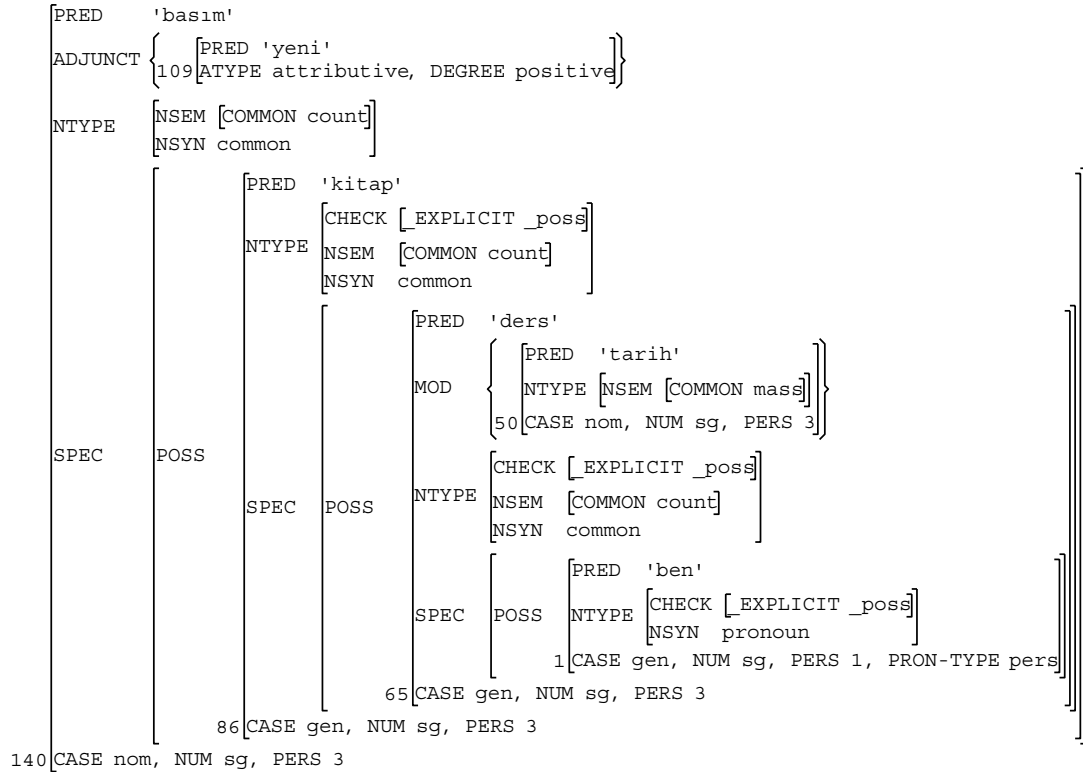 PRED 'basım'
ADJUNCT 109 PRED 'yeni'
ATYPE attributive, DEGREE positive
NTYPE NSEM COMMON count
NSYN common
PRED 'kitap'
NTYPE CHECK _EXPLICIT _poss
NSEM COMMON count
NSYN common
PRED 'ders'
MOD PRED 'tarih'
NTYPE NSEM COMMON mass
50 CASE nom, NUM sg, PERS 3
SPEC POSS SPEC POSS NTYPE CHECK _EXPLICIT _poss
NSEM COMMON count
NSYN common
SPEC POSS PRED 'ben'
NTYPE CHECK _EXPLICIT _poss
NSYN pronoun
1 CASE gen, NUM sg, PERS 1, PRON-TYPE pers
65 CASE gen, NUM sg, PERS 3
86 CASE gen, NUM sg, PERS 3
140 CASE nom, NUM sg, PERS 3